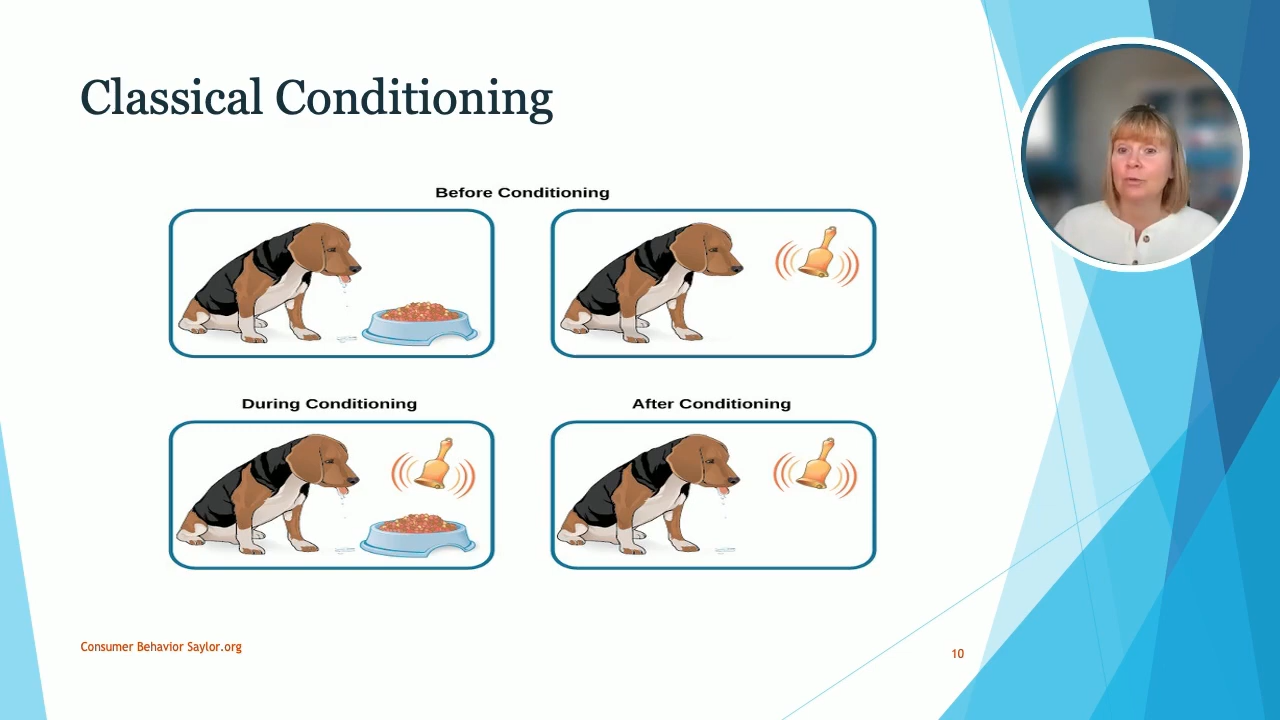 Classical Conditioning
Before Conditioning
During Conditioning
After Conditioning
Consumer Behavior Saylor.org
10